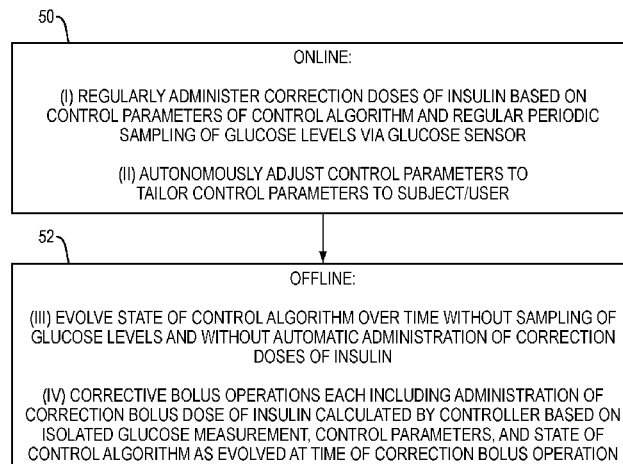 50
ONLINE:
(I) REGULARLY ADMINISTER CORRECTION DOSES OF INSULIN BASED ON
CONTROL PARAMETERS OF CONTROL ALGORITHM AND REGULAR PERIODIC
SAMPLING OF GLUCOSE LEVELS VIA GLUCOSE SENSOR
(II) AUTONOMOUSLY ADJUST CONTROL PARAMETERS TO
TAILOR CONTROL PARAMETERS TO SUBJECT/USER
52
OFFLINE:
(III) EVOLVE STATE OF CONTROL ALGORITHM OVER TIME WITHOUT SAMPLING OF
GLUCOSE LEVELS AND WITHOUT AUTOMATIC ADMINISTRATION OF CORRECTION
DOSES OF INSULIN
(IV) CORRECTIVE BOLUS OPERATIONS EACH INCLUDING ADMINISTRATION OF
CORRECTION BOLUS DOSE OF INSULIN CALCULATED BY CONTROLLER BASED ON
ISOLATED GLUCOSE MEASUREMENT, CONTROL PARAMETERS, AND STATE OF
CONTROL ALGORITHM AS EVOLVED AT TIME OF CORRECTION BOLUS OPERATION